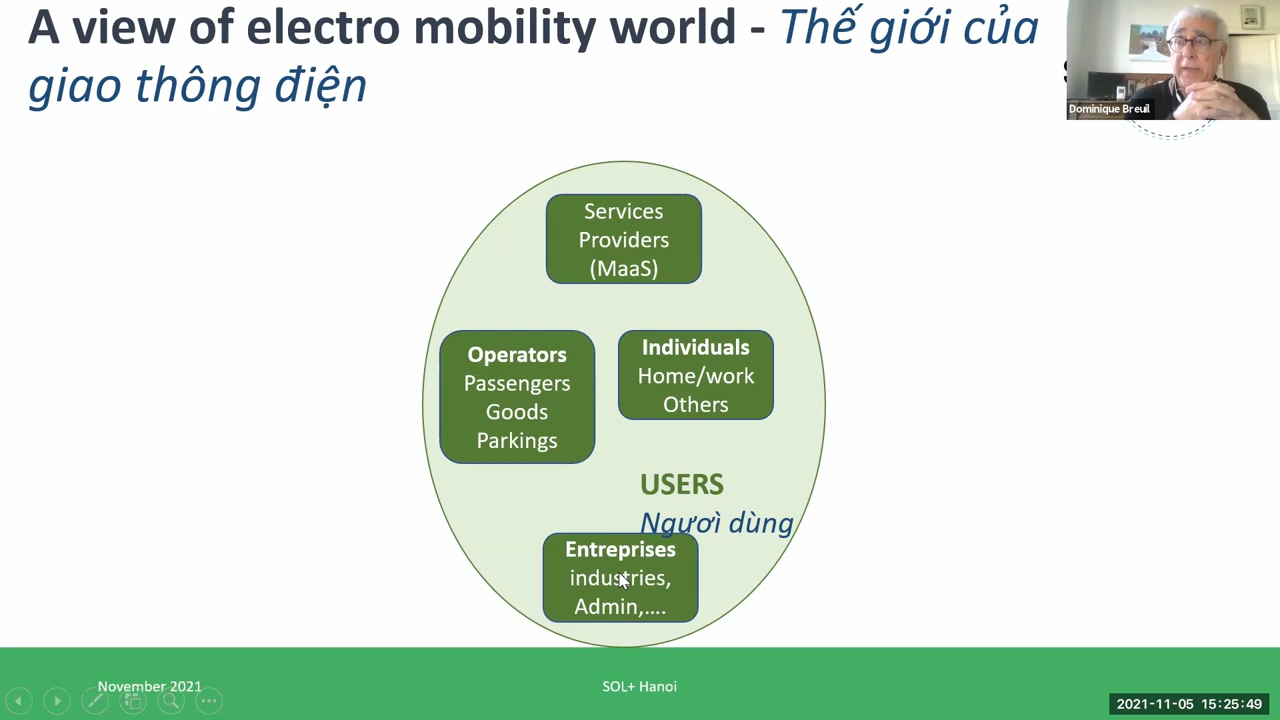 A view of electro mobility world - Thế giới của
giao thông điện
Dominique Breuil
Services
Providers
(MaaS)
Operators
Passengers
Goods
Parkings
Individuals
Home/work
Others
USERS
Ngươì dùng
Entreprises
industries,
Admin,....
November 2021
SOL+ Hanoi
2021-11-05 15:25:49